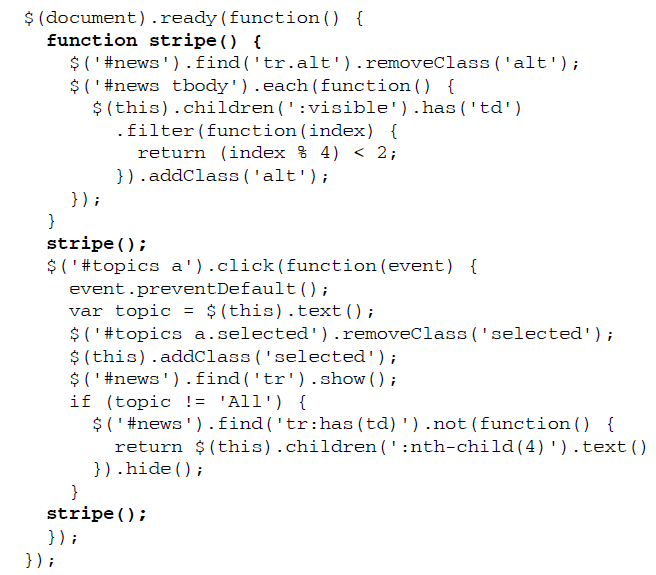 $(document).ready(function() {
function stripe() {
$('#news').find('tr.alt').removeClass('alt');
$('#news tbody').each(function() {
$(this).children(':visible').has('td')
.filter(function(index) {
return (index % 4) < 2;
}).addClass('alt');
});
}
stripe();
$('#topics a').click(function(event) {
event.preventDefault();
var topic = $(this).text();
$('#topics a.selected').removeClass('selected');
$(this).addClass('selected');
$('#news').find('tr').show();
if (topic != 'All') {
$('#news').find('tr:has(td)').not(function() {
return $(this).children(':nth-child(4)').text()
}).hide();
}
stripe();
});
});